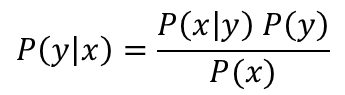 P(y|x) = P(x|y) P(y) / P(x)